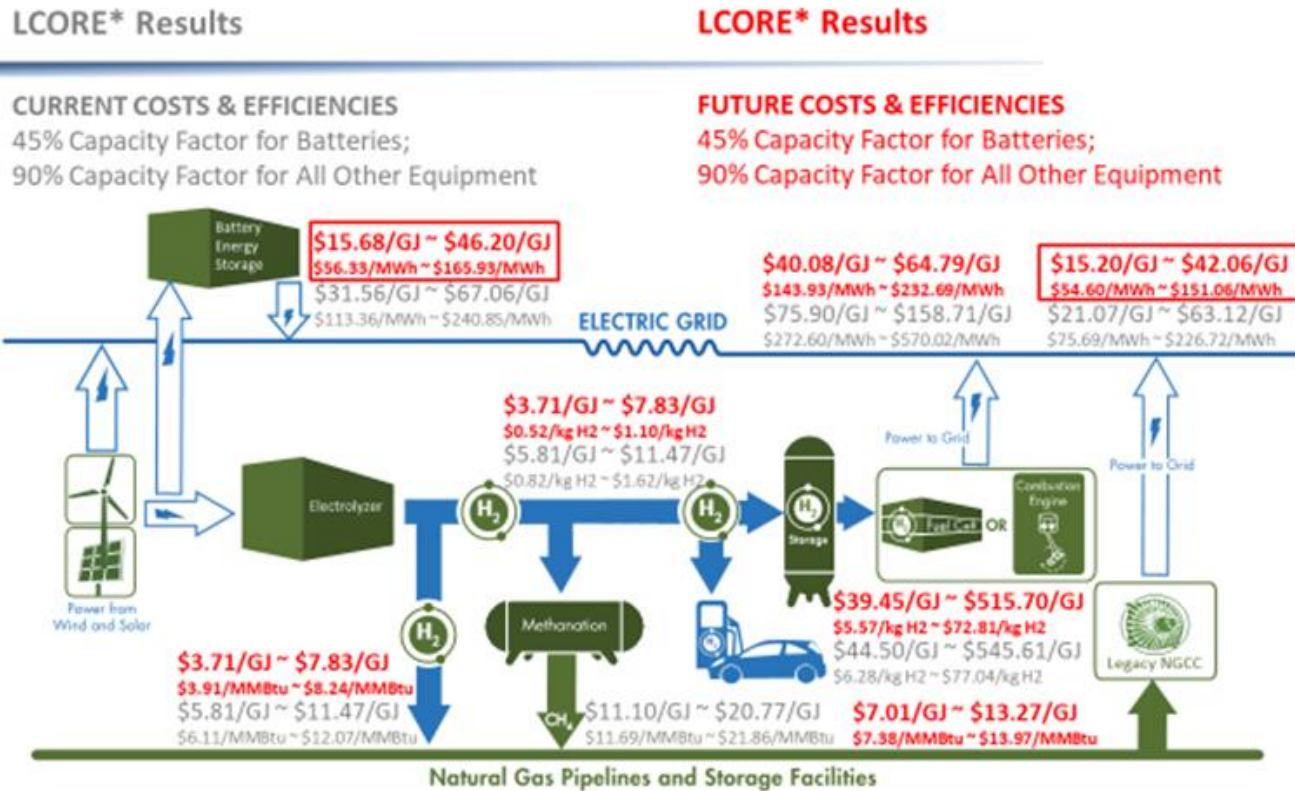 LCORE* Results
LCORE* Results
CURRENT COSTS & EFFICIENCIES
45% Capacity Factor for Batteries;
90% Capacity Factor for All Other Equipment
FUTURE COSTS & EFFICIENCIES
45% Capacity Factor for Batteries;
90% Capacity Factor for All Other Equipment
Battery
Energy
Storage
$15.68/GJ ~ $46.20/GJ
$56.33/MWh ~ $165.93/MWh
$31.56/GJ ~ $67.06/GJ
$113.36/MWh ~ $240.85/MWh
ELECTRIC GRID
$40.08/GJ ~ $64.79/GJ
$143.93/MWh ~ $232.69/MWh
$75.90/GJ ~ $158.71/GJ
$272.60/MWh ~ $570.02/MWh
$15.20/GJ ~ $42.06/GJ
$54.60/MWh ~ $151.06/MWh
$21.07/GJ ~ $63.12/GJ
$75.69/MWh ~ $226.72/MWh
$3.71/GJ ~ $7.83/GJ
$0.52/kg H2 ~ $1.10/kg H2
$5.81/GJ ~ $11.47/GJ
$0.82/kg H2 ~ $1.62/kg H2
Power to Grid
Power to Grid
Electrolyzer
H2
H2
H2
Storage
H2
Fuel Cell
OR
Combustion
Engine
Power from
Wind and Solar
H2
Methanation
H2
$39.45/GJ ~ $515.70/GJ
$5.57/kg H2 ~ $72.81/kg H2
$44.50/GJ ~ $545.61/GJ
$6.28/kg H2 ~ $77.04/kg H2
Legacy NGCC
$3.71/GJ ~ $7.83/GJ
$3.91/MMBtu ~ $8.24/MMBtu
$5.81/GJ ~ $11.47/GJ
$6.11/MMBtu ~ $12.07/MMBtu
CH4
$11.10/GJ ~ $20.77/GJ
$11.69/MMBtu ~ $21.86/MMBtu
$7.01/GJ ~ $13.27/GJ
$7.38/MMBtu ~ $13.97/MMBtu
Natural Gas Pipelines and Storage Facilities